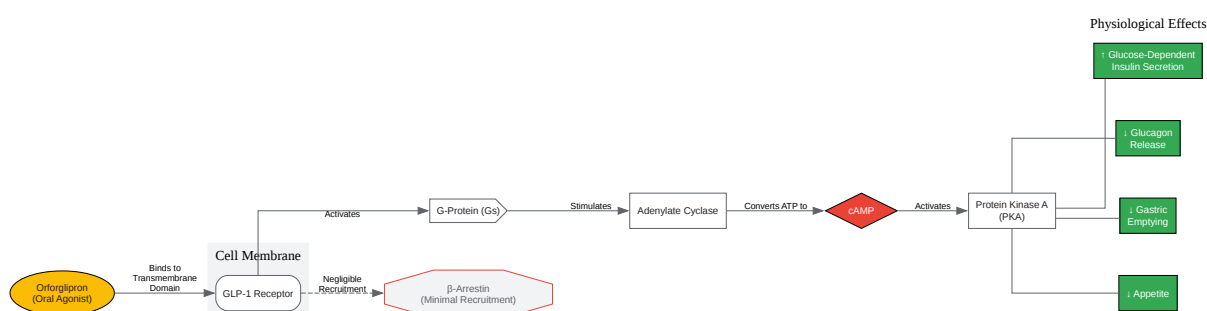 Physiological Effects
↑ Glucose-Dependent
Insulin Secretion
↓ Glucagon
Release
Activates
G-Protein (Gs)
Stimulates
Adenylate Cyclase
Converts ATP to
cAMP
Activates
Protein Kinase A
(PKA)
↓ Gastric
Emptying
Cell Membrane
Orforglipron
(Oral Agonist)
Binds to
Transmembrane
Domain
GLP-1 Receptor
Negligible
Recruitment
β-Arrestin
(Minimal Recruitment)
↓ Appetite